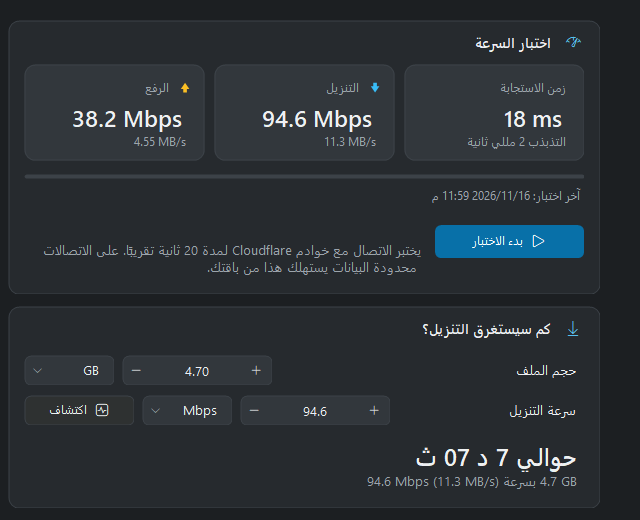 اختبار السرعة
زمن الاستجابة
18 ms
التذبذب 2 مللي ثانية
التنزيل
94.6 Mbps
11.3 MB/s
الرفع
38.2 Mbps
4.55 MB/s
آخر اختبار: 2026/11/16 11:59 م
بدء الاختبار
يختبر الاتصال مع خوادم Cloudflare لمدة 20 ثانية تقريبًا. على الاتصالات
محدودة البيانات يستهلك هذا من باقتك.
كم سيستغرق التنزيل؟
حجم الملف
+ 4.70 −
GB
سرعة التنزيل
+ 94.6 −
Mbps
اكتشاف
حوالي 7 د 07 ث
4.7 GB بسرعة 94.6 Mbps (11.3 MB/s)